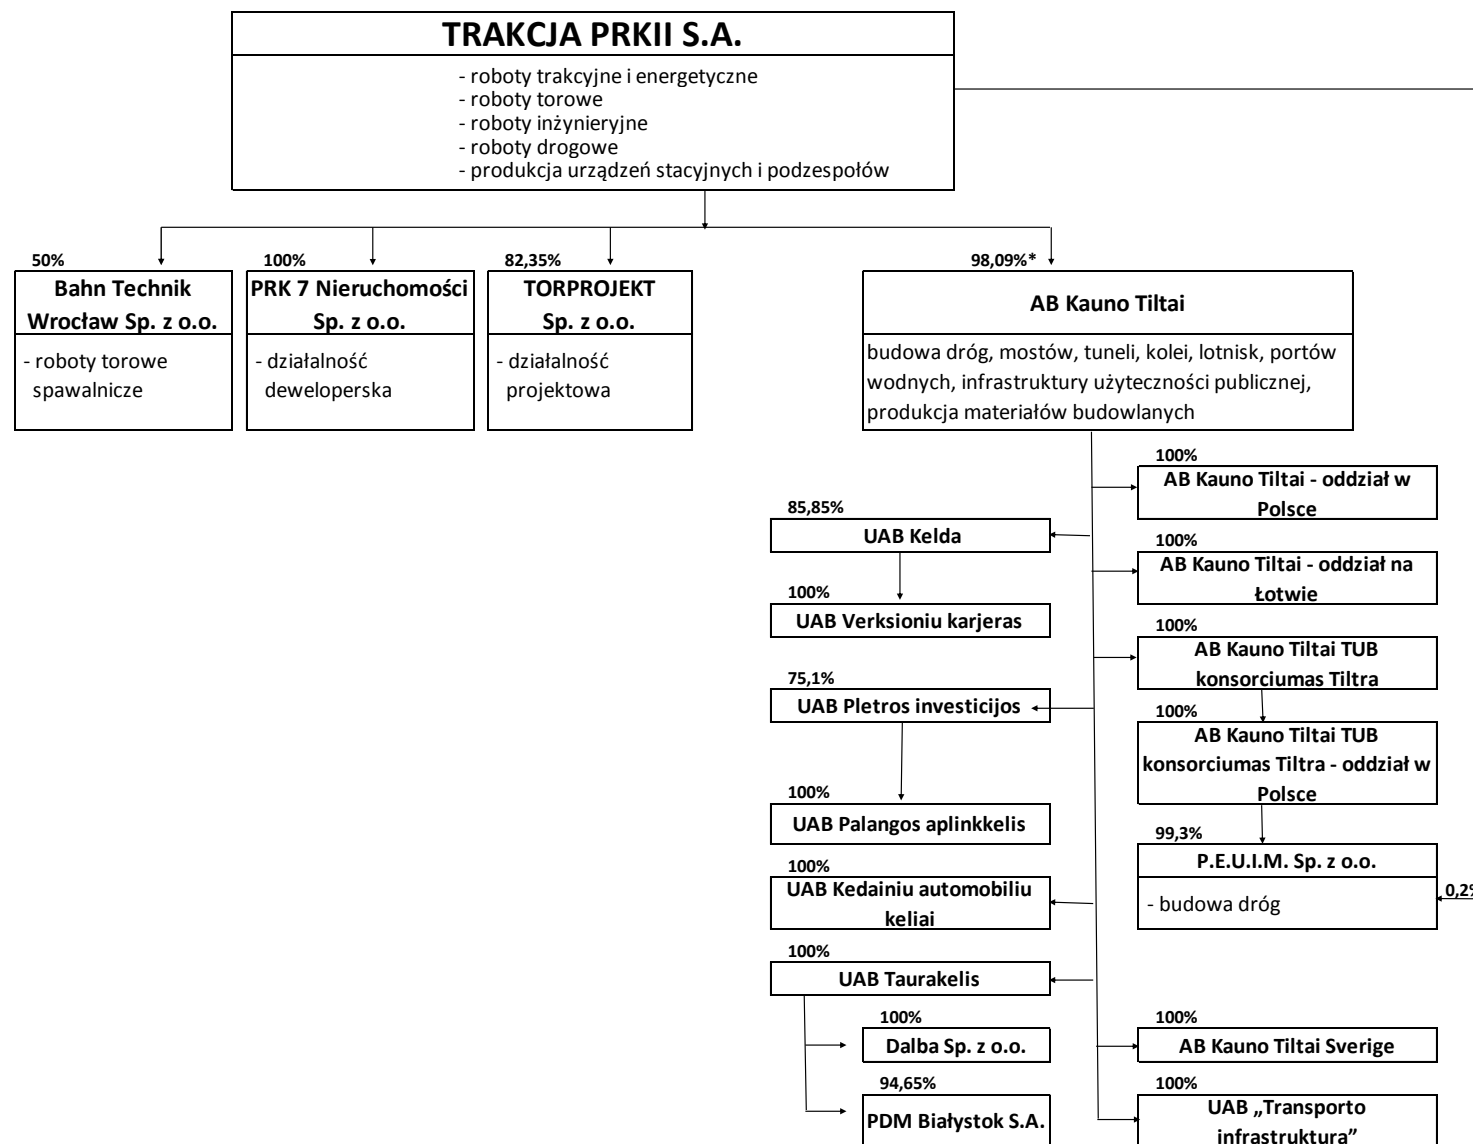 TRAKCJA PRKII S.A.
- roboty trakcyjne i energetyczne
- roboty torowe
- roboty inżynieryjne
- roboty drogowe
- produkcja urządzeń stacyjnych i podzespołów
50%
Bahn Technik
Wrocław Sp. z o.o.
- roboty torowe
spawalnicze
100%
PRK 7 Nieruchomości
Sp. z o.o.
- działalność
deweloperska
82,35%
TORPROJEKT
Sp. z o.o.
- działalność
projektowa
98,09%*
AB Kauno Tiltai
budowa dróg, mostów, tuneli, kolei, lotnisk, portów
wodnych, infrastruktury użyteczności publicznej,
produkcja materiałów budowlanych
85,85%
UAB Kelda
100%
UAB Verksioniu karjeras
75,1%
UAB Pletros investicijos
100%
UAB Palangos aplinkkelis
100%
UAB Kedainiu automobiliu
keliai
100%
UAB Taurakelis
100%
Dalba Sp. z o.o.
94,65%
PDM Białystok S.A.
100%
AB Kauno Tiltai - oddział w
Polsce
100%
AB Kauno Tiltai - oddział na
Łotwie
100%
AB Kauno Tiltai TUB
konsorciumas Tiltra
100%
AB Kauno Tiltai TUB
konsorciumas Tiltra - oddział w
Polsce
99,3%
P.E.U.I.M. Sp. z o.o.
- budowa dróg
0,2%
100%
AB Kauno Tiltai Sverige
100%
UAB „Transporto
infrastruktura”